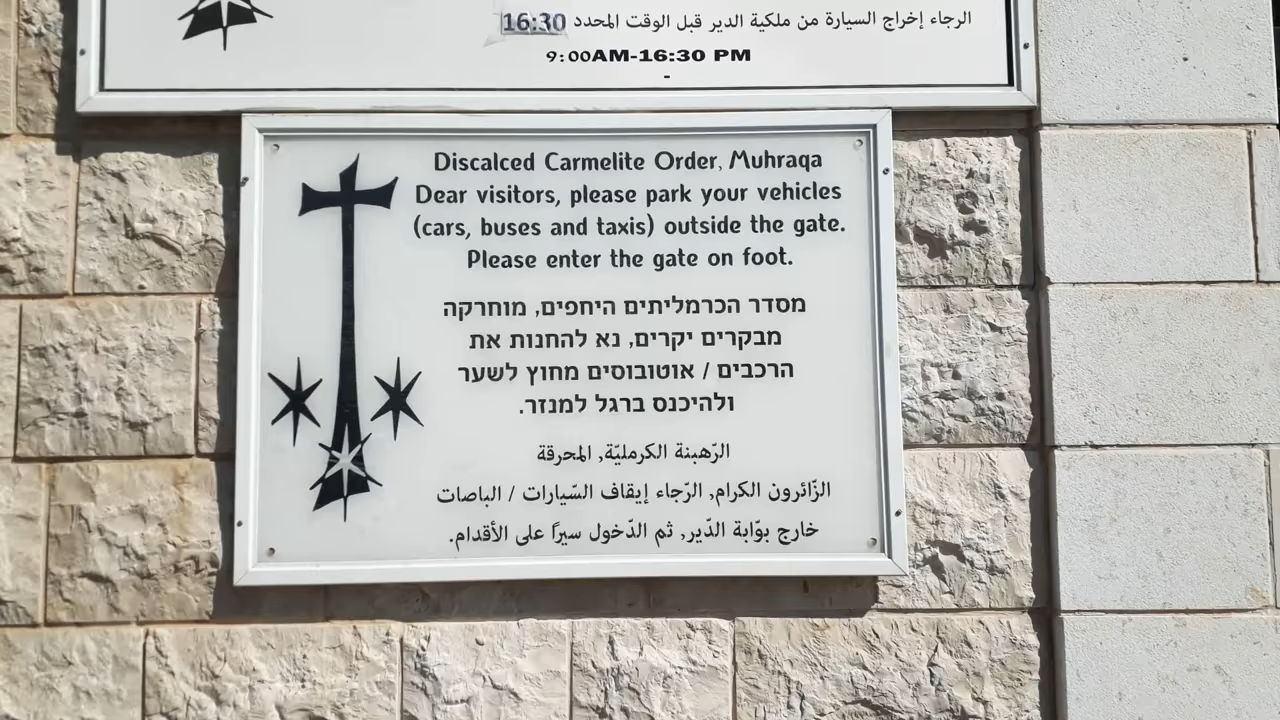 الرجاء إخراج السيارة من ملكية الدير قبل الوقت المحدد 16:30
9:00AM-16:30 PM
-
Discalced Carmelite Order, Muhraqa
Dear visitors, please park your vehicles
(cars, buses and taxis) outside the gate.
Please enter the gate on foot.
מסדר הכרמליתים היחפים, מוחרקה
מבקרים יקרים, נא להחנות את
הרכבים / אוטובוסים מחוץ לשער
ולהיכנס ברגל למנזר.
الرّهبنة الكرمليّة, المحرقة
الزّائرون الكرام, الرّجاء إيقاف السّيارات / الباصات
خارج بوّابة الدّير, ثم الدّخول سيرًا على الأقدام.